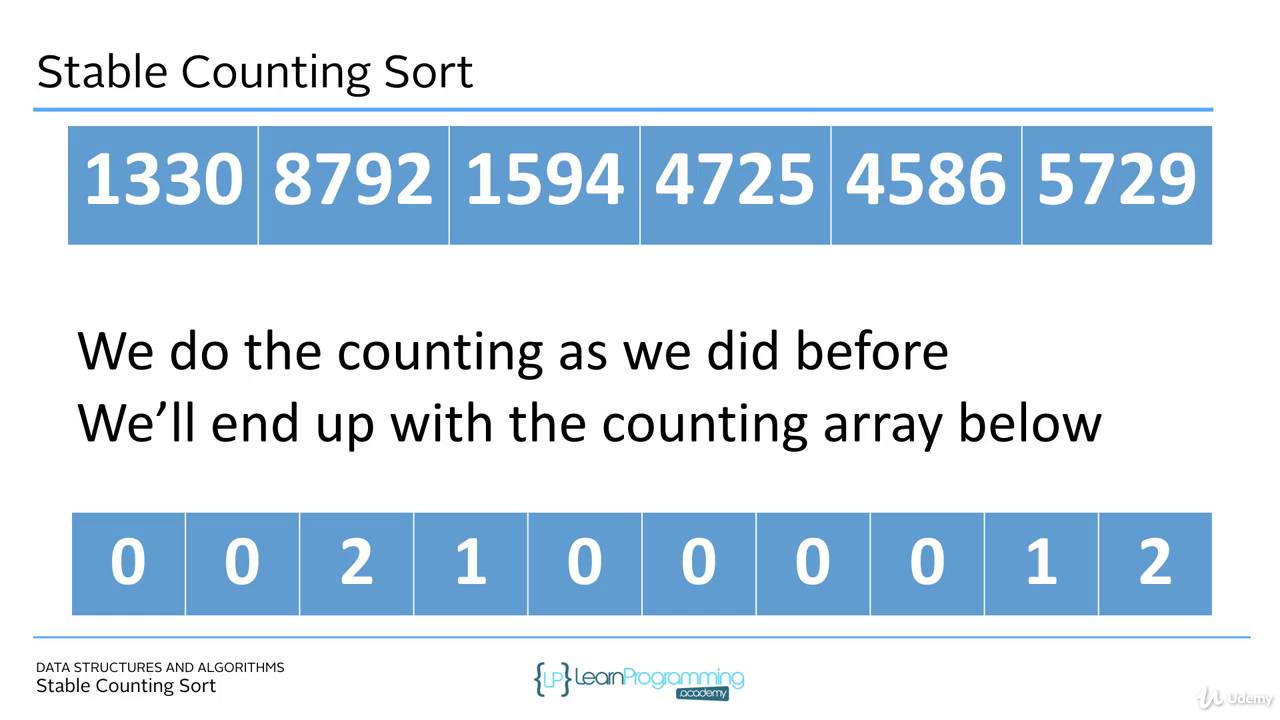 Stable Counting Sort
1330 8792 1594 4725 4586 5729
We do the counting as we did before
We’ll end up with the counting array below
0 0 2 1 0 0 0 0 1 2
DATA STRUCTURES AND ALGORITHMS
Stable Counting Sort
{LP} LearnProgramming
.academy
Udemy